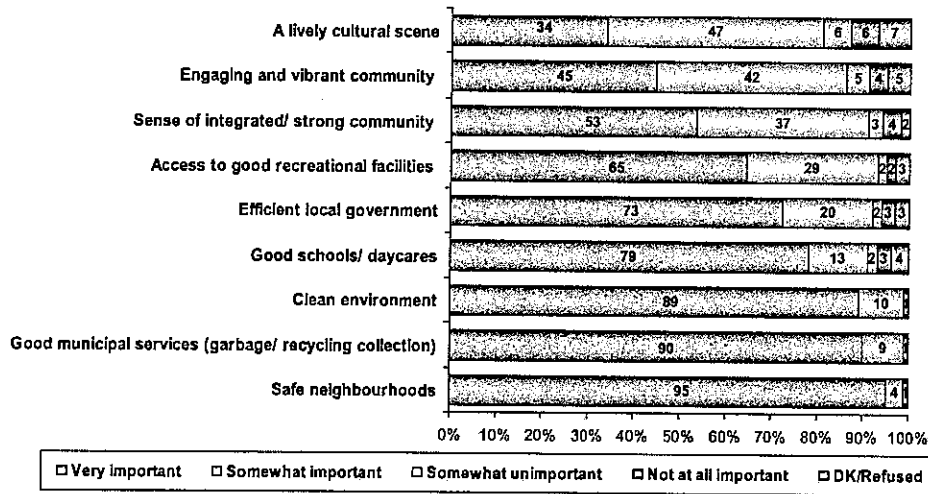 A lively cultural scene 34 47 6 6 7
Engaging and vibrant community 45 42 5 4 5
Sense of integrated/ strong community 53 37 3 4 2
Access to good recreational facilities 65 29 2 2 3
Efficient local government 73 20 2 3 3
Good schools/ daycares 79 13 2 3 4
Clean environment 89 10
Good municipal services (garbage/ recycling collection) 90 9
Safe neighbourhoods 95 4
0% 10% 20% 30% 40% 50% 60% 70% 80% 90% 100%
Very important Somewhat important Somewhat unimportant Not at all important DK/Refused